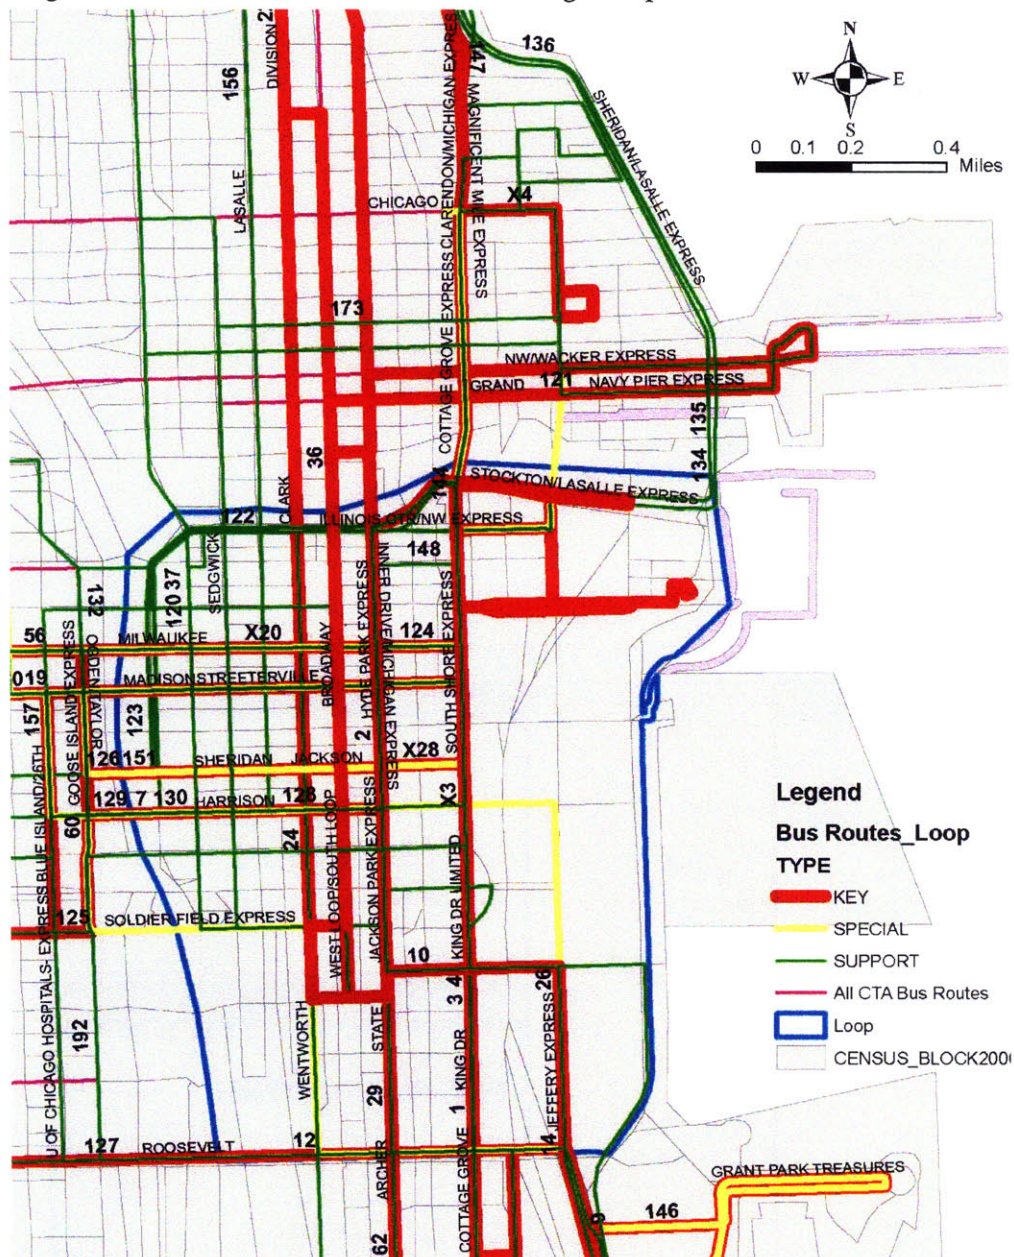 136
147
156
DIVISION
COTTAGE GROVE EXPRESS CLARENDON/MICHIGAN EXPRES
MAGNIFICENT MILE EXPRESS
SHERIDAN/LASALLE EXPRESS
N
W
E
S
0
0.1
0.2
0.4
Miles
LASALLE
CHICAGO
X4
173
NW/WACKER EXPRESS
GRAND
121
NAVY PIER EXPRESS
COTTAGE GROVE EXPRESS
135
134
36
144
STOCKTON/LASALLE EXPRESS
CLARK
122
ILLINOIS CTR/NW EXPRESS
148
SEDGWICK
37
120
132
INNER DRIVE/MICHIGAN EXPRESS
HYDE PARK EXPRESS
SOUTH SHORE EXPRESS
56
MILWAUKEE
X20
BROADWAY
124
019
MADISON
STREETERVILLE
GOOSE ISLAND EXPRESS
OGDEN/TAYLOR
157
123
2
126
151
SHERIDAN
JACKSON
X28
129
7
130
HARRISON
128
X3
60
24
WEST LOOP/SOUTH LOOP
JACKSON PARK EXPRESS
KING DR LIMITED
U OF CHICAGO HOSPITALS- EXPRESS BLUE ISLAND/26TH
125
SOLDIER FIELD EXPRESS
10
3
4
26
192
WENTWORTH
STATE
KING DR
JEFFERY EXPRESS
29
1
127
ROOSEVELT
12
14
ARCHER
COTTAGE GROVE
62
9
146
GRANT PARK TREASURES
Legend
Bus Routes_Loop
TYPE
KEY
SPECIAL
SUPPORT
All CTA Bus Routes
Loop
CENSUS_BLOCK200